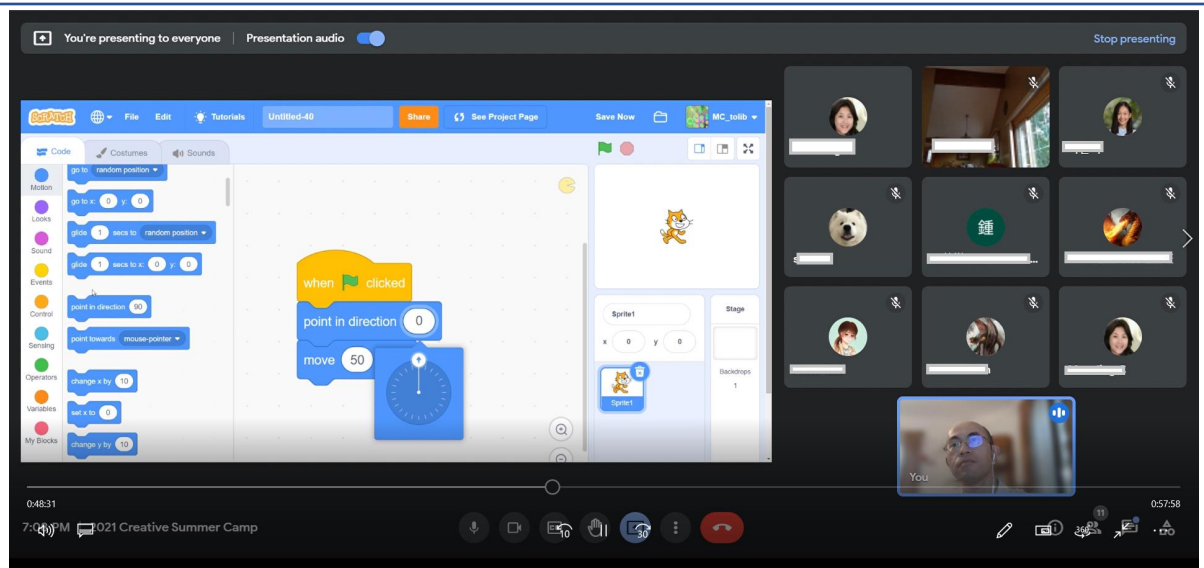 You're presenting to everyone
Presentation audio
Stop presenting
SCRATCH
File
Edit
Tutorials
Untitled-40
Share
See Project Page
Save Now
MC_tolib
Code
Costumes
Sounds
Motion
Looks
Sound
Events
Control
Sensing
Operators
Variables
My Blocks
go to random position
go to x: 0 y: 0
glide 1 secs to random position
glide 1 secs to x: 0 y: 0
point in direction 90
point towards mouse-pointer
change x by 10
set x to 0
change y by 10
when clicked
point in direction 0
move 50
Sprite1
x 0 y 0
Sprite1
Stage
Backdrops
1
鍾
...
You
0:48:31
0:57:58
PM
2021 Creative Summer Camp
10
30
11
360